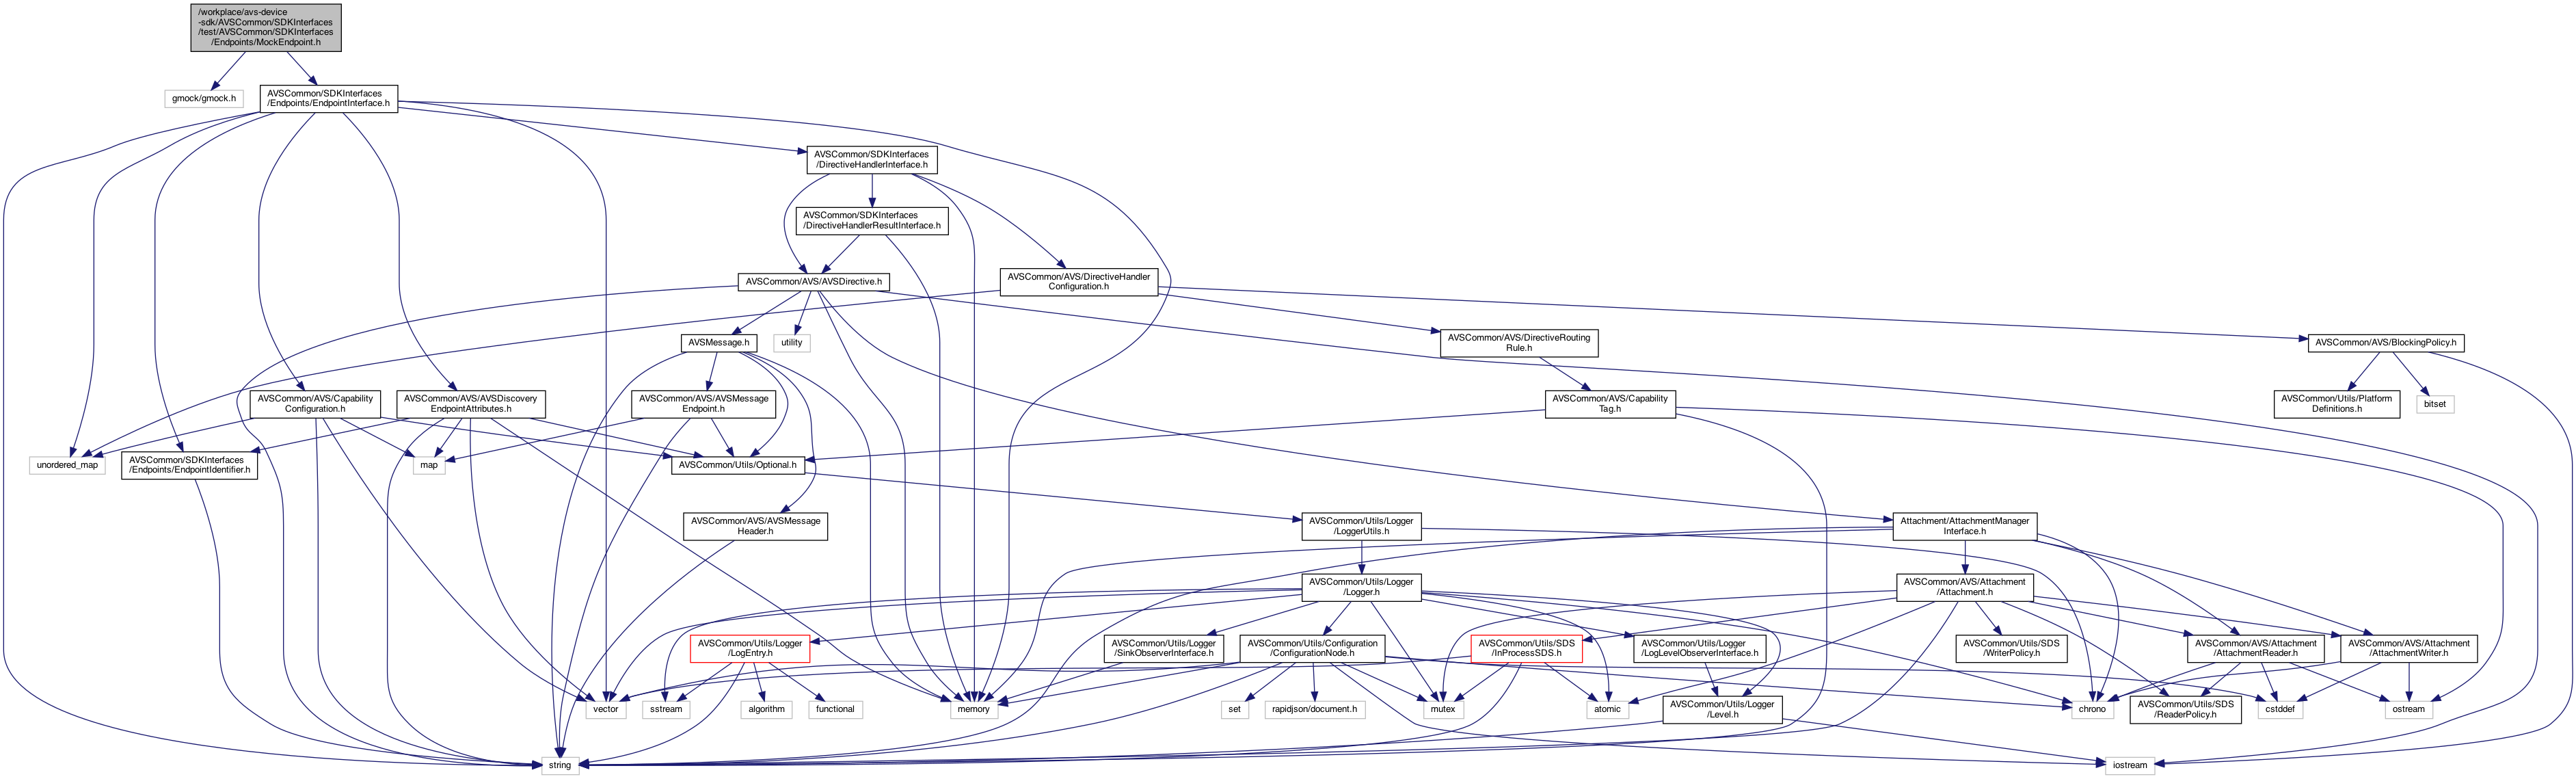 /workplace/avs-device
-sdk/AVSCommon/SDKInterfaces
/test/AVSCommon/SDKInterfaces
/Endpoints/MockEndpoint.h
gmock/gmock.h
AVSCommon/SDKInterfaces
/Endpoints/EndpointInterface.h
AVSCommon/SDKInterfaces
/DirectiveHandlerInterface.h
AVSCommon/SDKInterfaces
/DirectiveHandlerResultInterface.h
AVSCommon/AVS/AVSDirective.h
AVSCommon/AVS/DirectiveHandler
Configuration.h
AVSMessage.h
utility
AVSCommon/AVS/DirectiveRouting
Rule.h
AVSCommon/AVS/BlockingPolicy.h
AVSCommon/AVS/Capability
Configuration.h
AVSCommon/AVS/AVSDiscovery
EndpointAttributes.h
AVSCommon/AVS/AVSMessage
Endpoint.h
AVSCommon/AVS/Capability
Tag.h
AVSCommon/Utils/Platform
Definitions.h
bitset
unordered_map
AVSCommon/SDKInterfaces
/Endpoints/EndpointIdentifier.h
map
AVSCommon/Utils/Optional.h
AVSCommon/AVS/AVSMessage
Header.h
AVSCommon/Utils/Logger
/LoggerUtils.h
Attachment/AttachmentManager
Interface.h
AVSCommon/Utils/Logger
/Logger.h
AVSCommon/AVS/Attachment
/Attachment.h
AVSCommon/Utils/Logger
/LogEntry.h
AVSCommon/Utils/Logger
/SinkObserverInterface.h
AVSCommon/Utils/Configuration
/ConfigurationNode.h
AVSCommon/Utils/SDS
/InProcessSDS.h
AVSCommon/Utils/Logger
/LogLevelObserverInterface.h
AVSCommon/Utils/SDS
/WriterPolicy.h
AVSCommon/AVS/Attachment
/AttachmentReader.h
AVSCommon/AVS/Attachment
/AttachmentWriter.h
vector
sstream
algorithm
functional
memory
set
rapidjson/document.h
mutex
atomic
AVSCommon/Utils/Logger
/Level.h
chrono
AVSCommon/Utils/SDS
/ReaderPolicy.h
cstddef
ostream
string
iostream